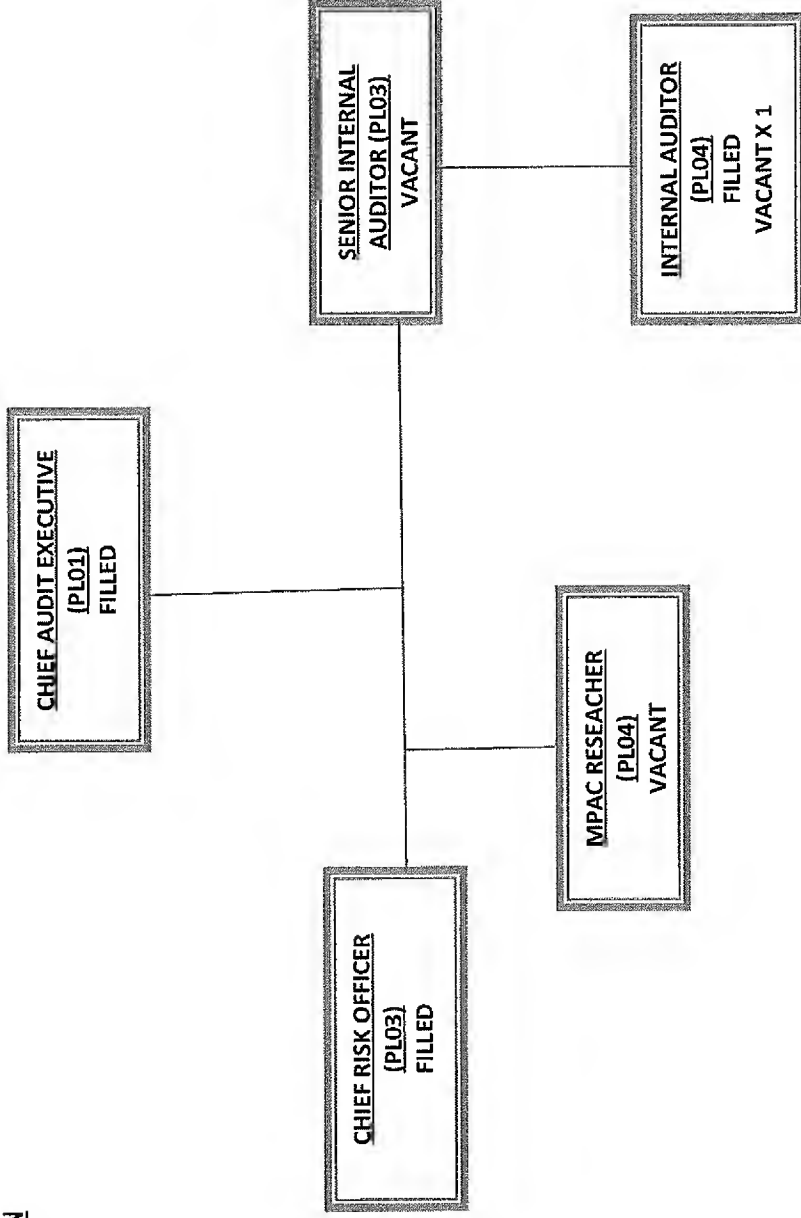 CHIEF AUDIT EXECUTIVE
(PL01)
FILLED
CHIEF RISK OFFICER
(PL03)
FILLED
SENIOR INTERNAL
AUDITOR (PL03)
VACANT
MPAC RESEACHER
(PL04)
VACANT
INTERNAL AUDITOR
(PL04)
FILLED
VACANT X 1